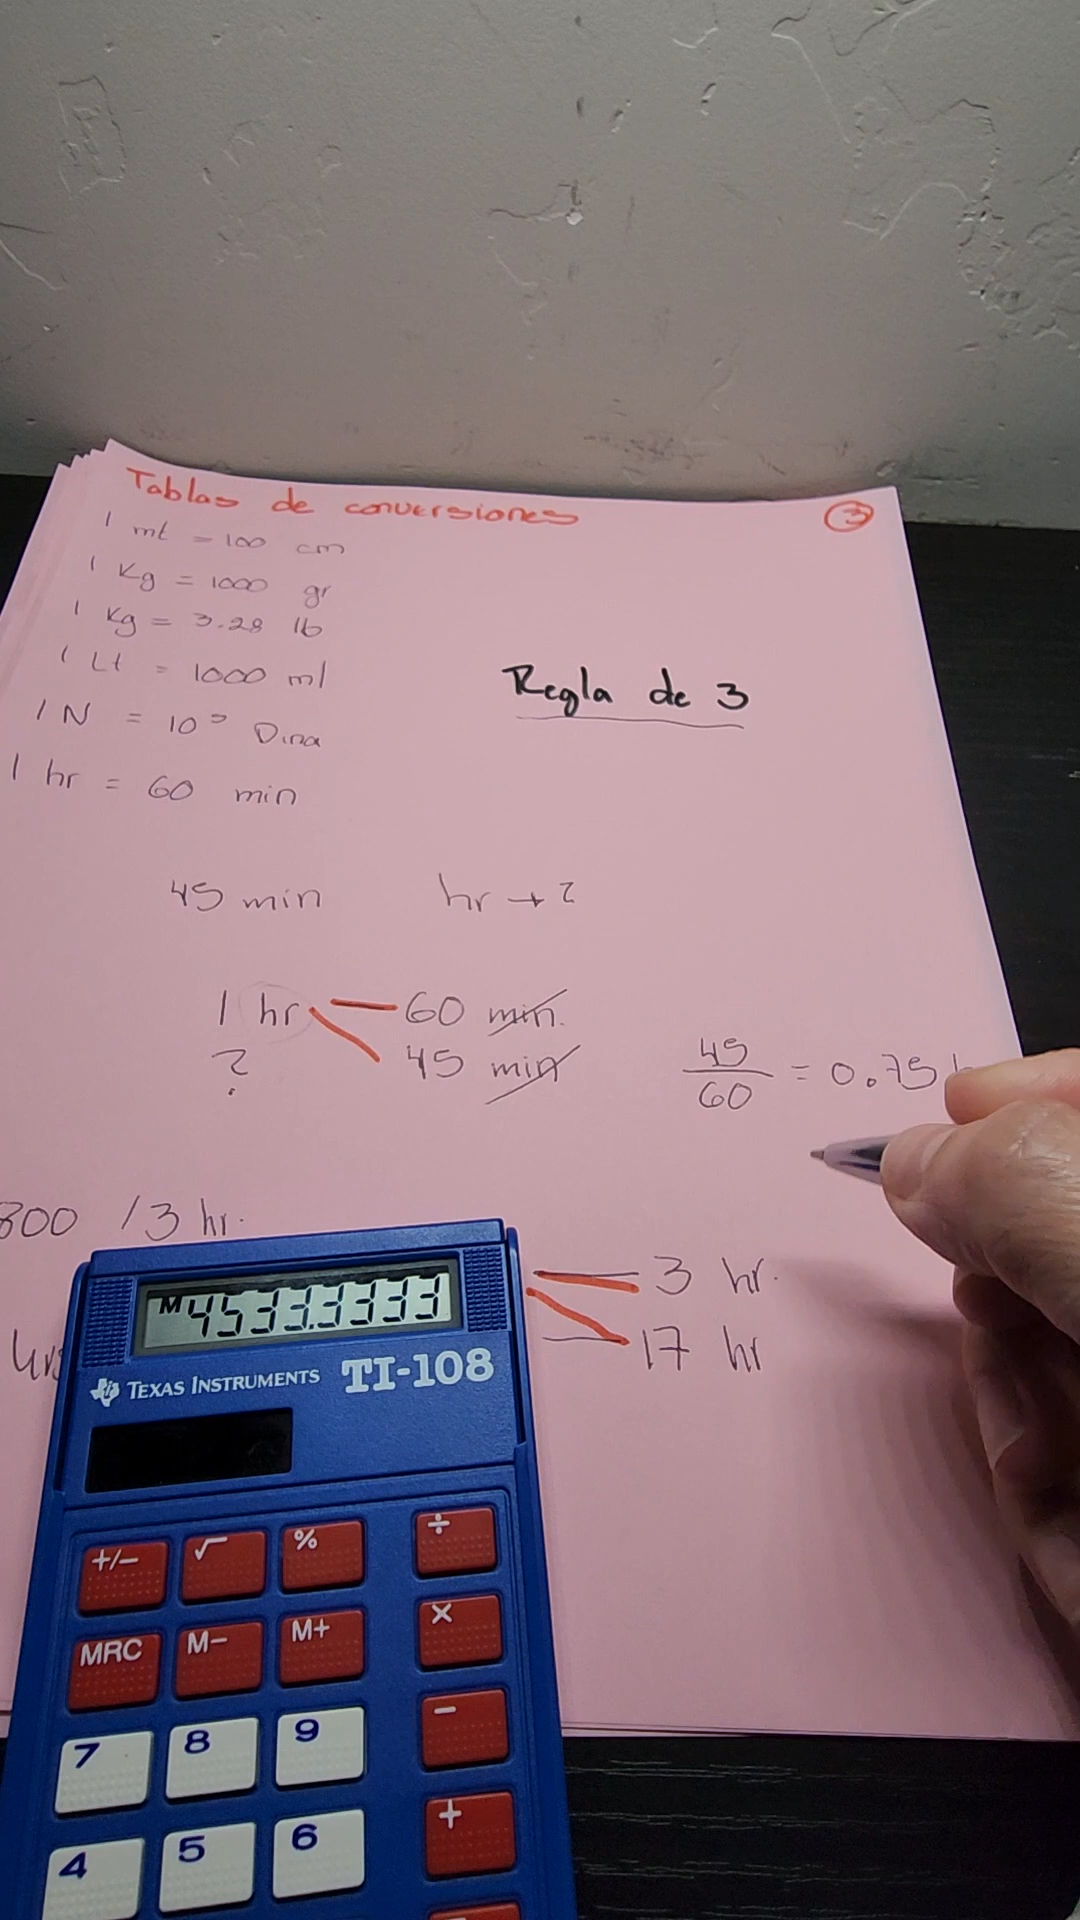 Tablas de conversiones
3
1 mt = 100 cm
1 Kg = 1000 gr
1 Kg = 3.28 lb
1 Lt = 1000 ml
1 N = 10⁵ Dina
1 hr = 60 min
Regla de 3
45 min hr → ?
1 hr 60 min.
? 45 min
45/60 = 0.75
800 / 3 hr.
3 hr.
17 hr
M 4533.3333
TEXAS INSTRUMENTS TI-108
+/- √ % ÷
MRC M- M+ ×
7 8 9 -
4 5 6 +